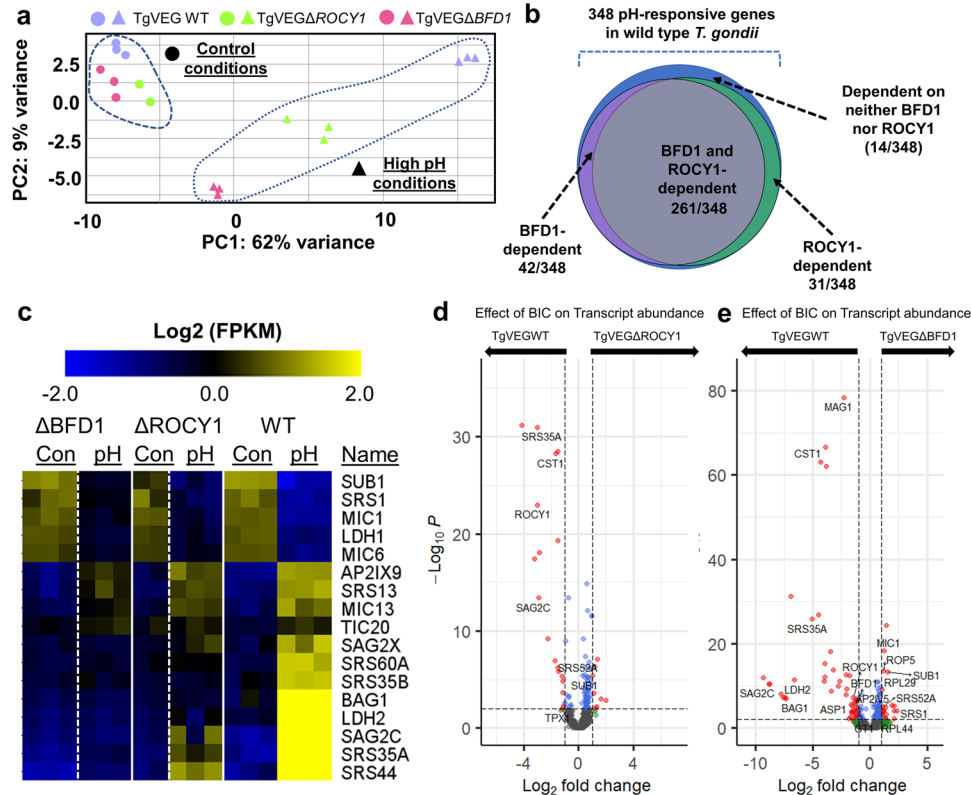 a
TgVEG WT
TgVEGΔROCY1
TgVEGΔBFD1
Control
conditions
High pH
conditions
2.5
0.0
-2.5
-5.0
PC2: 9% variance
-10
0
10
PC1: 62% variance
b
348 pH-responsive genes
in wild type T. gondii
Dependent on
neither BFD1
nor ROCY1
(14/348)
BFD1 and
ROCY1-
dependent
261/348
BFD1-
dependent
42/348
ROCY1-
dependent
31/348
c
Log2 (FPKM)
-2.0
0.0
2.0
ΔBFD1
ΔROCY1
WT
Con
pH
Con
pH
Con
pH
Name
SUB1
SRS1
MIC1
LDH1
MIC6
AP2IX9
SRS13
MIC13
TIC20
SAG2X
SRS60A
SRS35B
BAG1
LDH2
SAG2C
SRS35A
SRS44
d
Effect of BIC on Transcript abundance
TgVEGWT
TgVEGΔROCY1
30
20
10
0
−Log10 P
SRS35A
CST1
ROCY1
SAG2C
SRS52A
SUB1
-4
0
4
Log2 fold change
e
Effect of BIC on Transcript abundance
TgVEGWT
TgVEGΔBFD1
80
60
40
20
0
MAG1
CST1
SRS35A
MIC1
ROP5
ROCY1
SUB1
BFD1
RPL29
SAG2C
LDH2
BAG1
SRS52A
ASP1
SRS1
RPL44
-10
-5
0
5
Log2 fold change